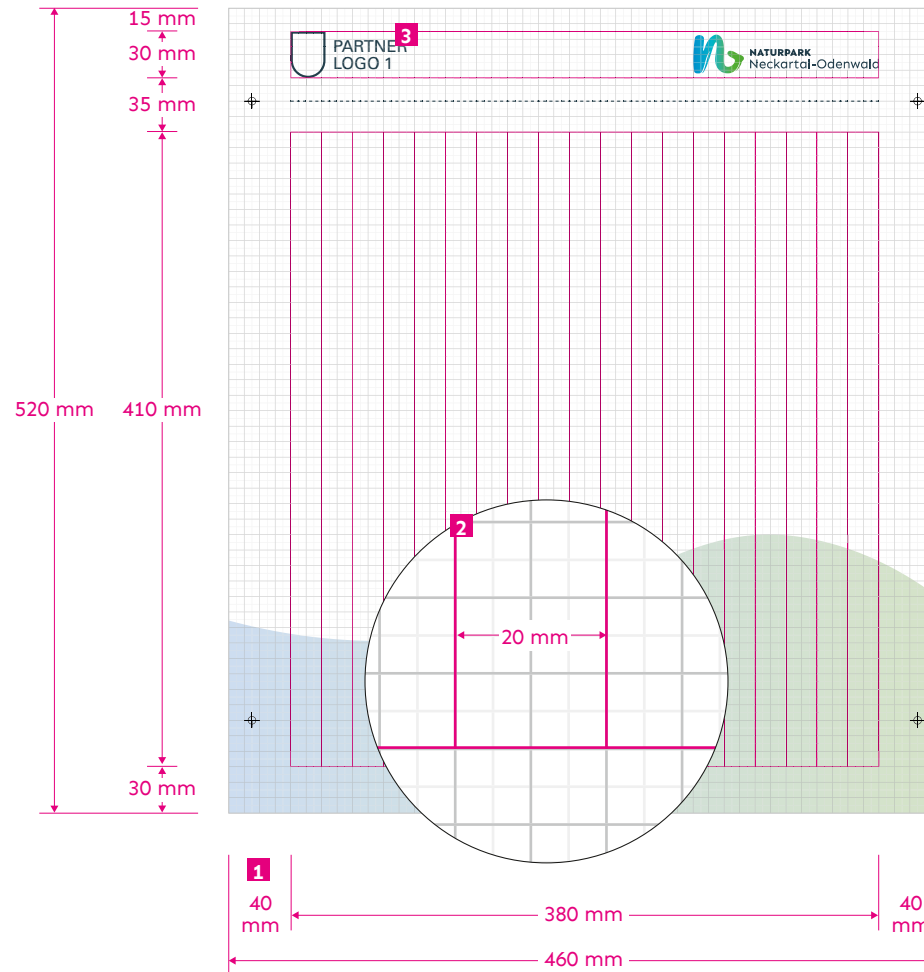 15 mm
30 mm
35 mm
3
PARTNER
LOGO 1
NATURPARK
Neckartal-Odenwald
520 mm
410 mm
2
20 mm
30 mm
1
40
mm
380 mm
40
mm
460 mm